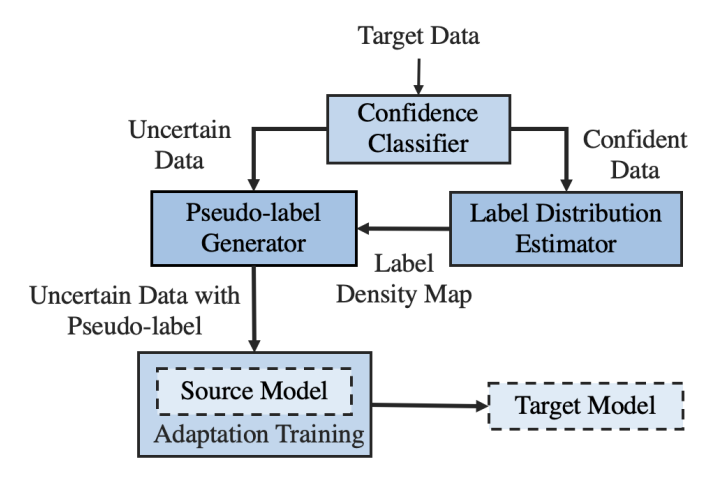 Target Data
Confidence
Classifier
Uncertain
Data
Confident
Data
Pseudo-label
Generator
Label Distribution
Estimator
Label
Density Map
Uncertain Data with
Pseudo-label
Source Model
Adaptation Training
Target Model